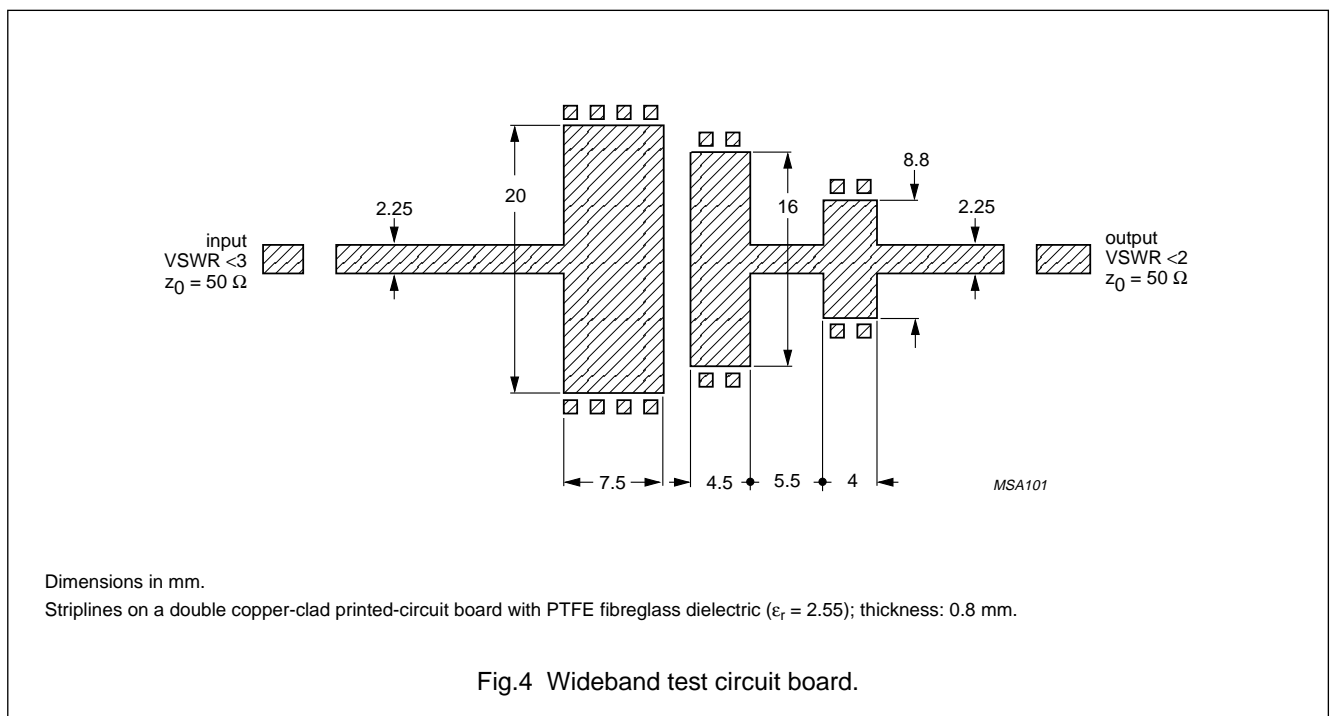 8.8
20
2.25
16
2.25
input
VSWR <3
z0 = 50 Ω
output
VSWR <2
z0 = 50 Ω
7.5
4.5
5.5
4
MSA101
Dimensions in mm.
Striplines on a double copper-clad printed-circuit board with PTFE fibreglass dielectric (εr = 2.55); thickness: 0.8 mm.
Fig.4 Wideband test circuit board.